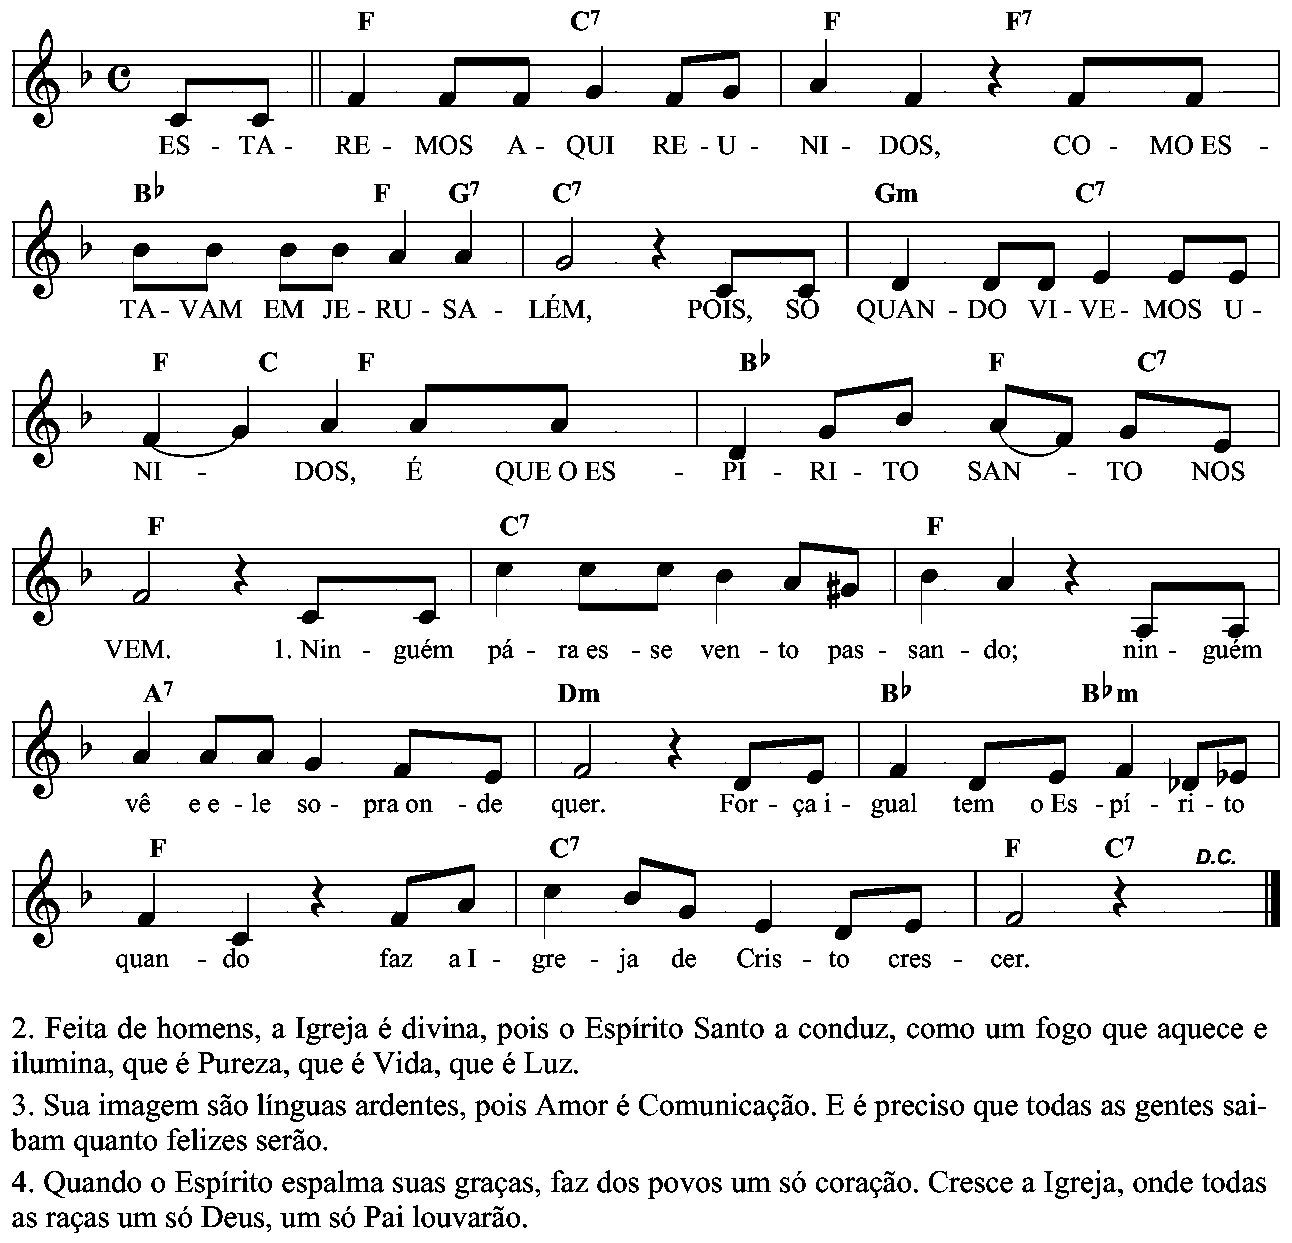 F C7 F F7
ES - TA - RE - MOS A - QUI RE - U - NI - DOS, CO - MO ES -
B♭ F G7 C7 Gm C7
TA - VAM EM JE - RU - SA - LÉM, POIS, SÓ QUAN - DO VI - VE - MOS U -
F C F B♭ F C7
NI - DOS, É QUE O ES - PI - RI - TO SAN - TO NOS
F C7 F
VEM. 1. Nin - guém pá - ra es - se ven - to pas - san - do; nin - guém
A7 Dm B♭ B♭m
vê e e - le so - pra on - de quer. For - ça i - gual tem o Es - pí - ri - to
F C7 F C7 D.C.
quan - do faz a I - gre - ja de Cris - to cres - cer.
2. Feita de homens, a Igreja é divina, pois o Espírito Santo a conduz, como um fogo que aquece e
ilumina, que é Pureza, que é Vida, que é Luz.
3. Sua imagem são línguas ardentes, pois Amor é Comunicação. E é preciso que todas as gentes sai-
bam quanto felizes serão.
4. Quando o Espírito espalma suas graças, faz dos povos um só coração. Cresce a Igreja, onde todas
as raças um só Deus, um só Pai louvarão.